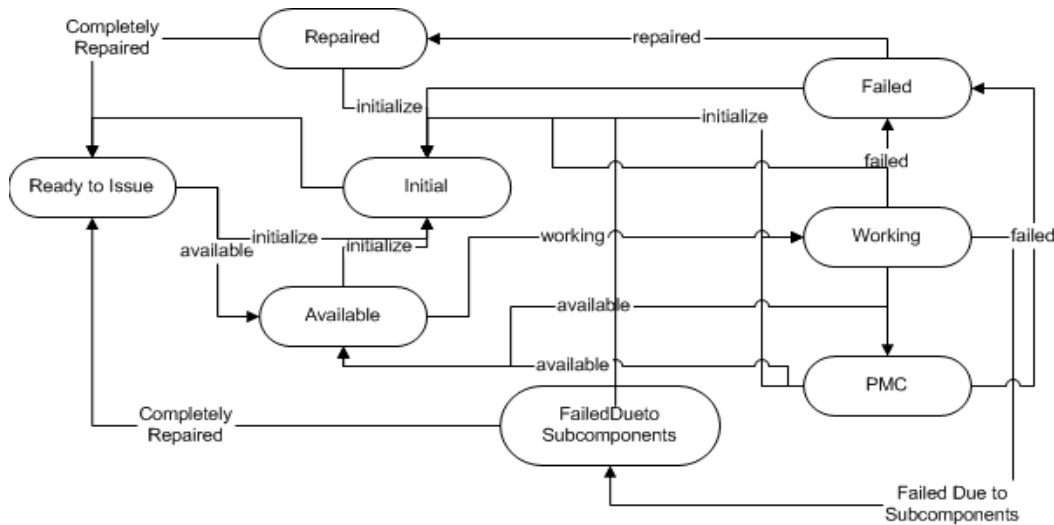 Completely
Repaired
Repaired
repaired
Failed
initialize
initialize
failed
Ready to Issue
Initial
available
initialize
initialize
working
Working
failed
Available
available
available
PMC
Completely
Repaired
FailedDueto
Subcomponents
Failed Due to
Subcomponents